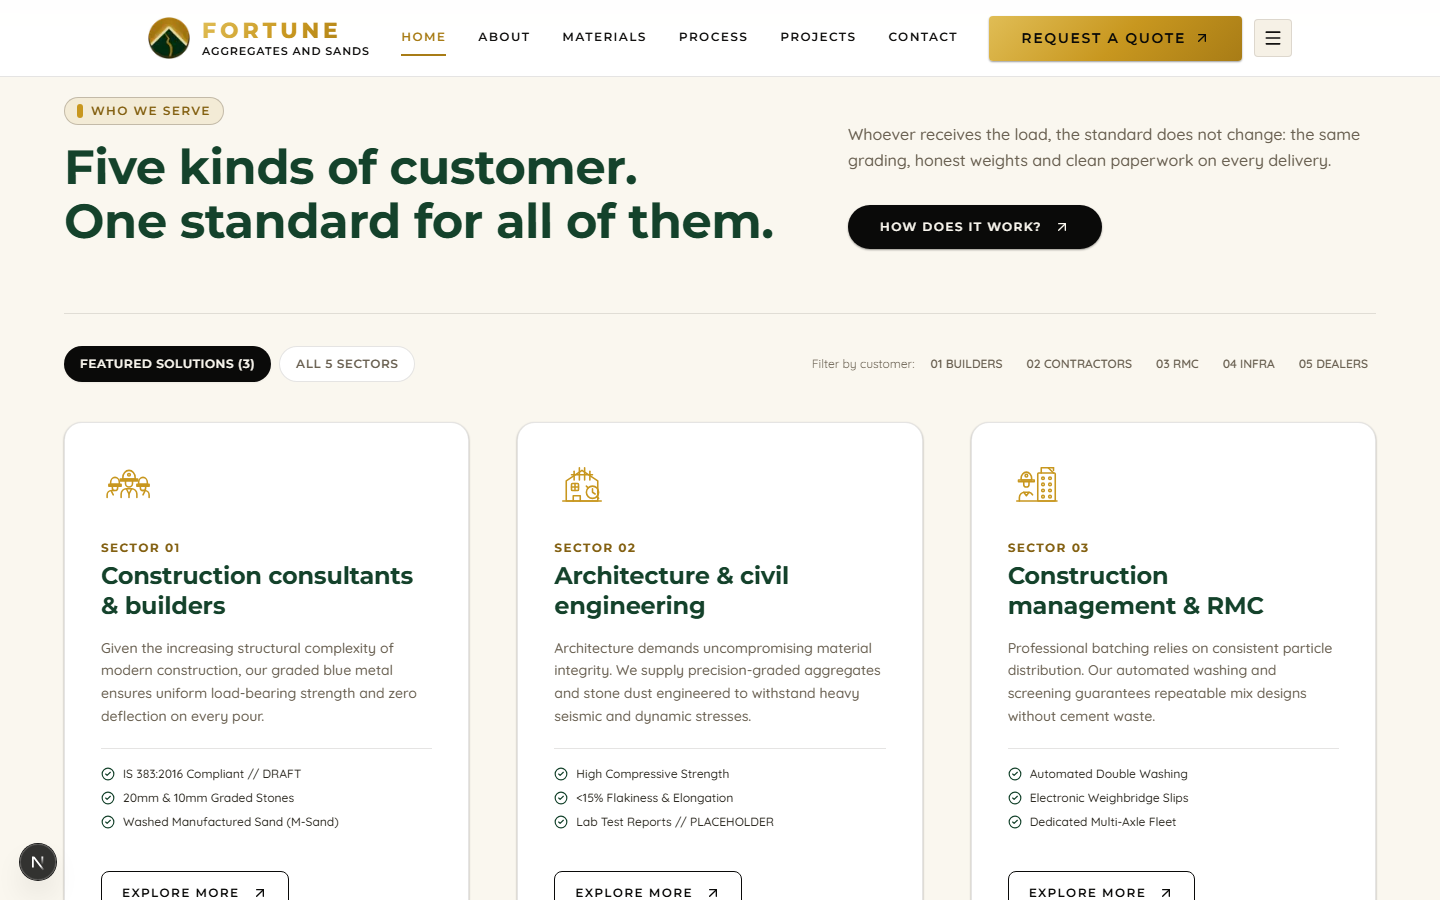 FORTUNE
AGGREGATES AND SANDS
HOME
ABOUT
MATERIALS
PROCESS
PROJECTS
CONTACT
REQUEST A QUOTE
WHO WE SERVE
Five kinds of customer.
One standard for all of them.
Whoever receives the load, the standard does not change: the same
grading, honest weights and clean paperwork on every delivery.
HOW DOES IT WORK?
FEATURED SOLUTIONS (3)
ALL 5 SECTORS
Filter by customer:
01 BUILDERS
02 CONTRACTORS
03 RMC
04 INFRA
05 DEALERS
SECTOR 01
Construction consultants
& builders
Given the increasing structural complexity of
modern construction, our graded blue metal
ensures uniform load-bearing strength and zero
deflection on every pour.
IS 383:2016 Compliant // DRAFT
20mm & 10mm Graded Stones
Washed Manufactured Sand (M-Sand)
EXPLORE MORE
SECTOR 02
Architecture & civil
engineering
Architecture demands uncompromising material
integrity. We supply precision-graded aggregates
and stone dust engineered to withstand heavy
seismic and dynamic stresses.
High Compressive Strength
<15% Flakiness & Elongation
Lab Test Reports // PLACEHOLDER
EXPLORE MORE
SECTOR 03
Construction
management & RMC
Professional batching relies on consistent particle
distribution. Our automated washing and
screening guarantees repeatable mix designs
without cement waste.
Automated Double Washing
Electronic Weighbridge Slips
Dedicated Multi-Axle Fleet
EXPLORE MORE
N